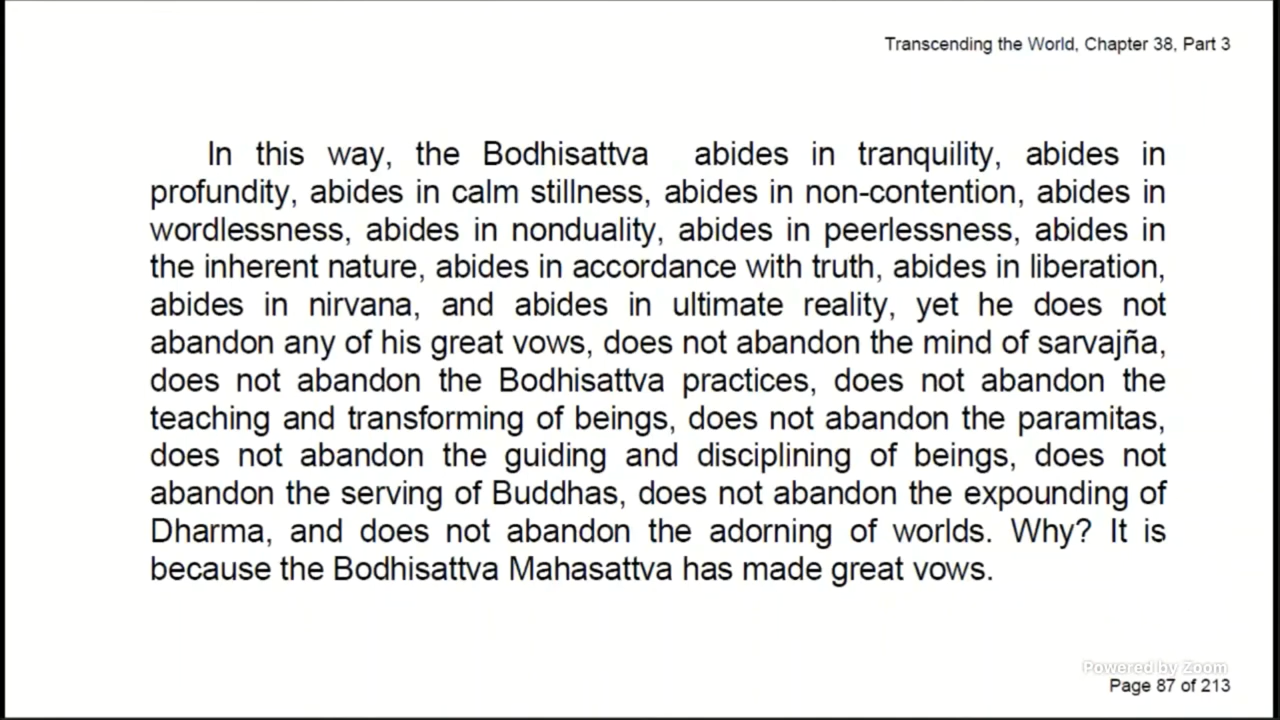 Transcending the World, Chapter 38, Part 3
In this way, the Bodhisattva abides in tranquility, abides in
profundity, abides in calm stillness, abides in non-contention, abides in
wordlessness, abides in nonduality, abides in peerlessness, abides in
the inherent nature, abides in accordance with truth, abides in liberation,
abides in nirvana, and abides in ultimate reality, yet he does not
abandon any of his great vows, does not abandon the mind of sarvajña,
does not abandon the Bodhisattva practices, does not abandon the
teaching and transforming of beings, does not abandon the paramitas,
does not abandon the guiding and disciplining of beings, does not
abandon the serving of Buddhas, does not abandon the expounding of
Dharma, and does not abandon the adorning of worlds. Why? It is
because the Bodhisattva Mahasattva has made great vows.
Powered by Zoom
Page 87 of 213